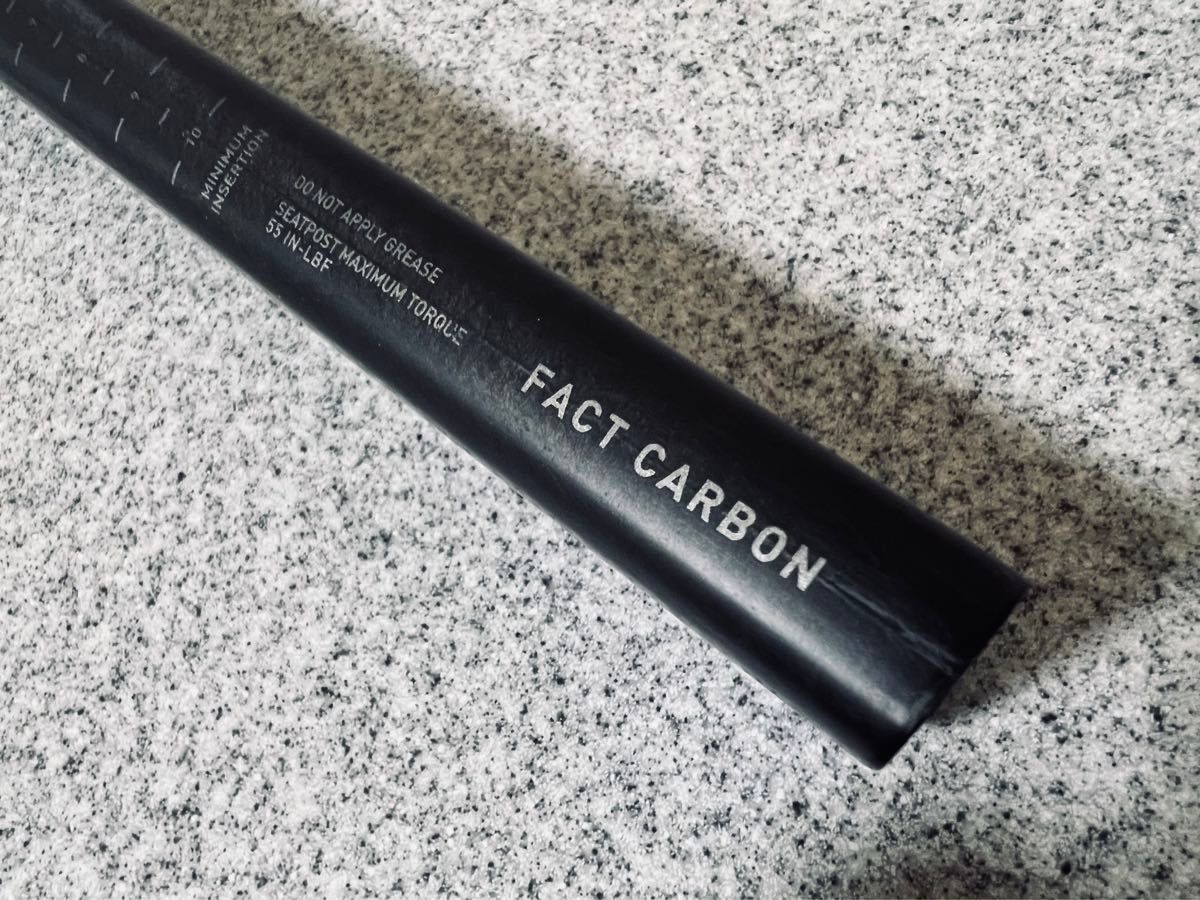 10
MINIMUM
INSERTION
DO NOT APPLY GREASE
SEATPOST MAXIMUM TORQUE
55 IN-LBF
FACT CARBON